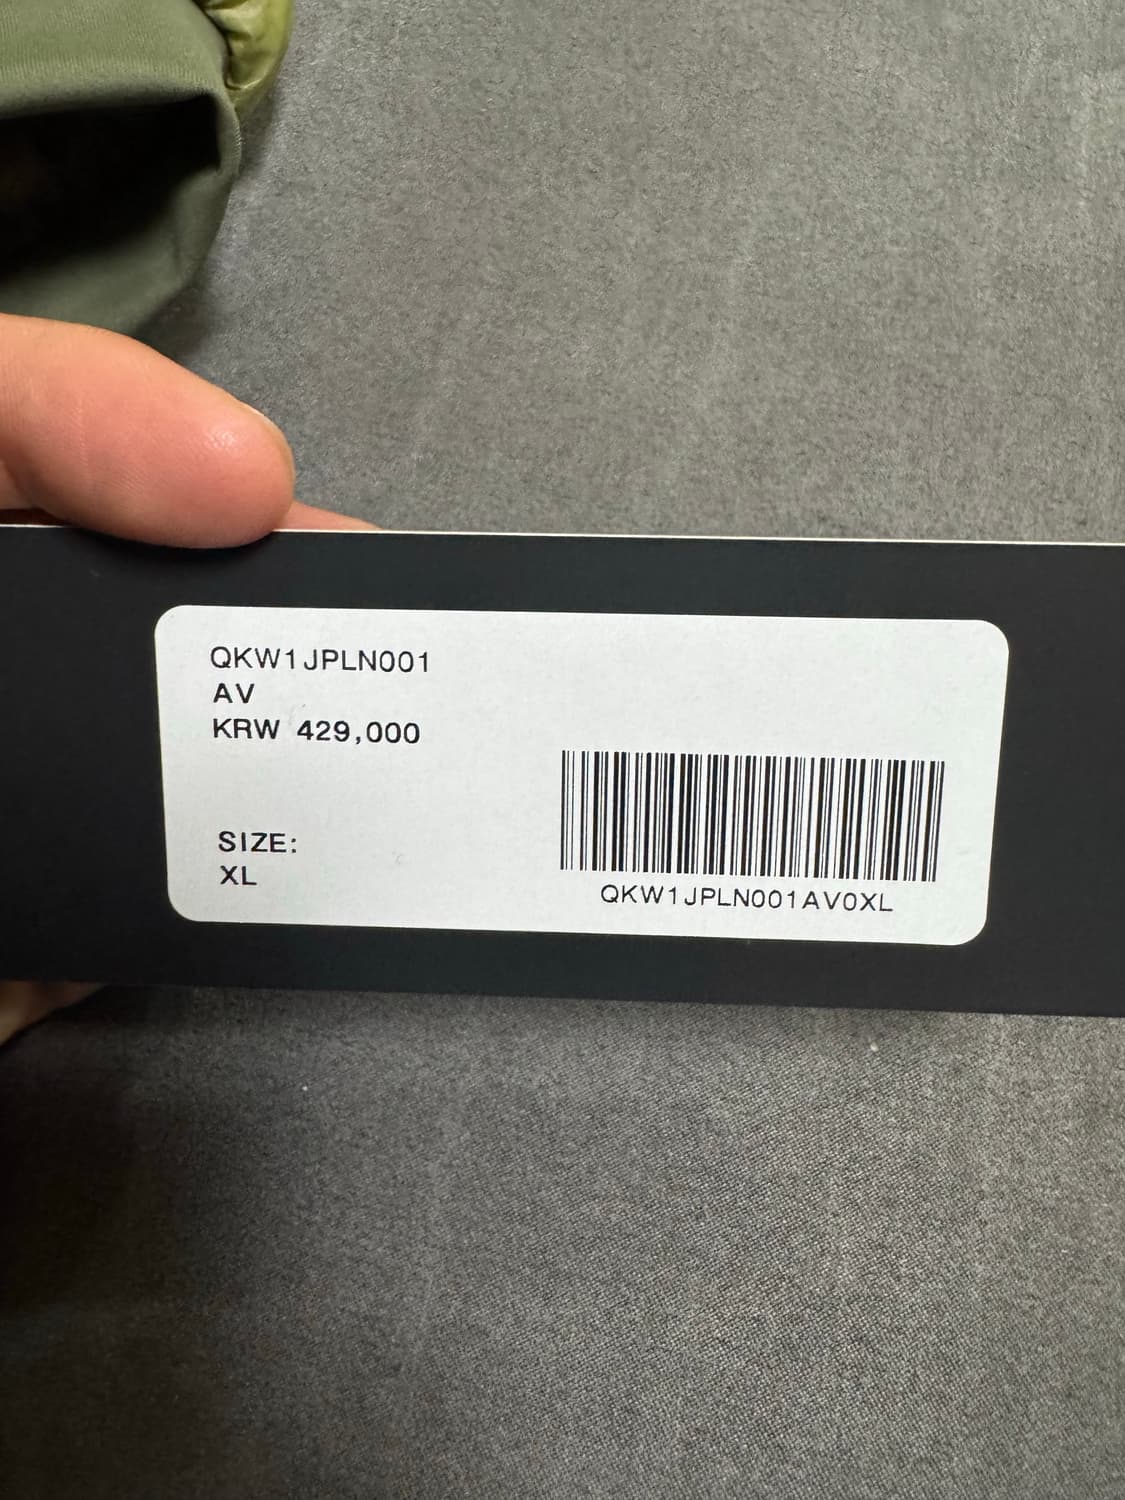 QKW1JPLN001
AV
KRW 429,000
SIZE:
XL
QKW1JPLN001AV0XL